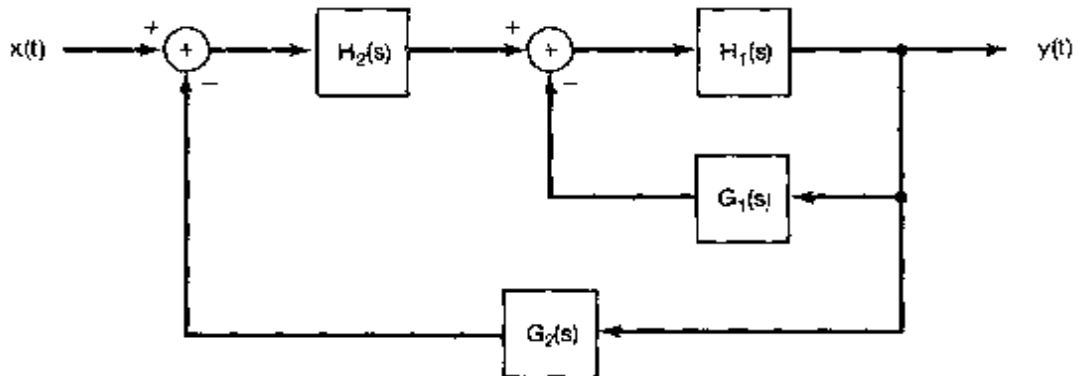 x(t)
+
+
−
H₂(s)
+
+
−
H₁(s)
y(t)
G₁(s)
G₂(s)